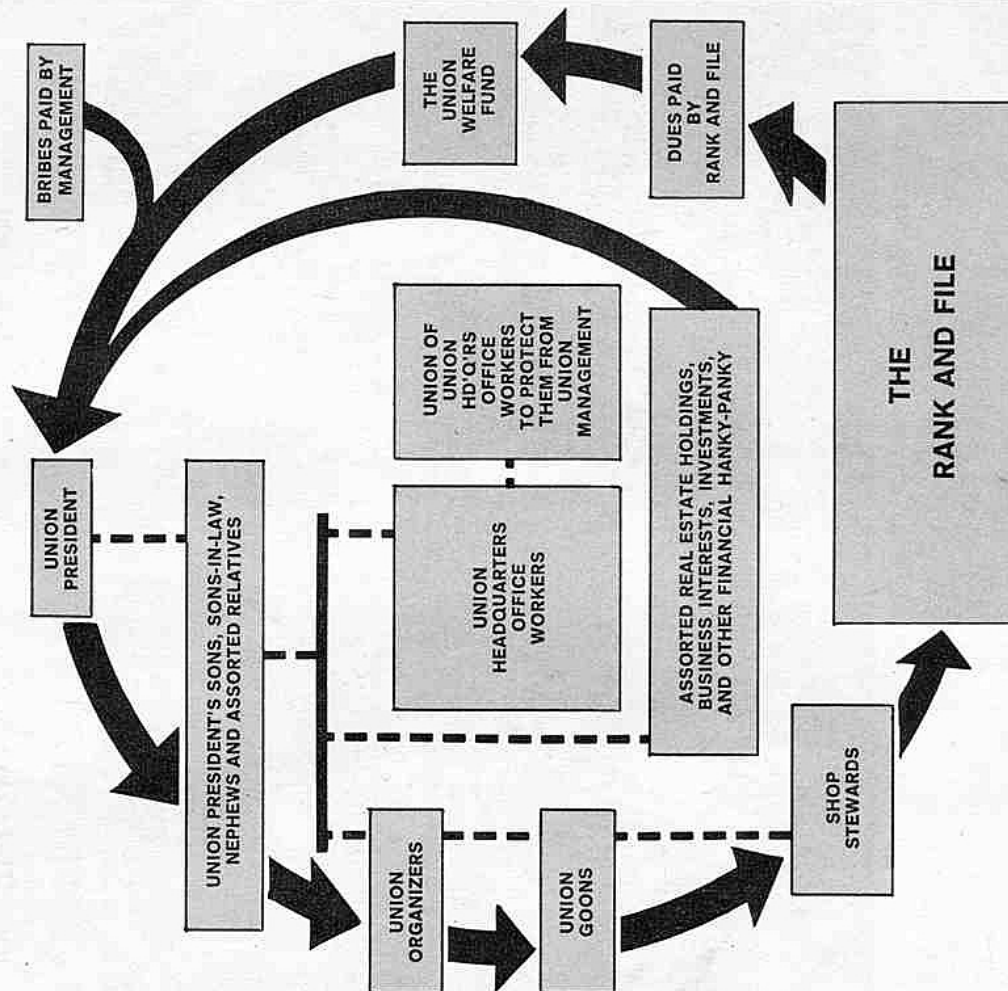 BRIBES PAID BY
MANAGEMENT
UNION
PRESIDENT
THE
UNION
WELFARE
FUND
UNION PRESIDENT'S SONS, SONS-IN-LAW,
NEPHEWS AND ASSORTED RELATIVES
DUES PAID
BY
RANK AND FILE
UNION
ORGANIZERS
UNION
HEADQUARTERS
OFFICE
WORKERS
UNION OF
UNION
HD'Q'RS
OFFICE
WORKERS
TO PROTECT
THEM FROM
UNION
MANAGEMENT
UNION
GOONS
ASSORTED REAL ESTATE HOLDINGS,
BUSINESS INTERESTS, INVESTMENTS,
AND OTHER FINANCIAL HANKY-PANKY
SHOP
STEWARDS
THE
RANK AND FILE